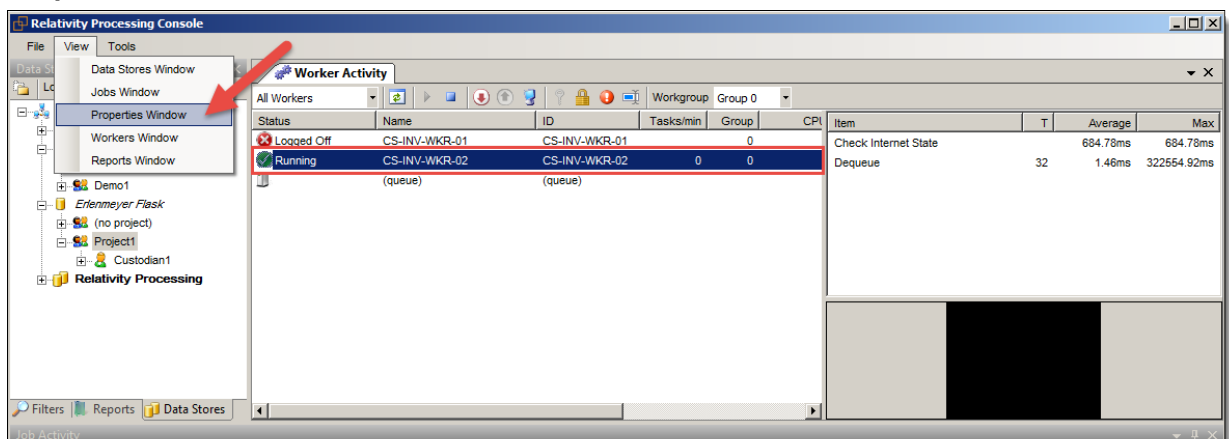 Relativity Processing Console
File View Tools
Data St
Worker Activity
Lo
Data Stores Window
Jobs Window
Properties Window
Workers Window
Reports Window
All Workers Workgroup Group 0
Status Name ID Tasks/min Group CPU
Logged Off CS-INV-WKR-01 CS-INV-WKR-01 0
Running CS-INV-WKR-02 CS-INV-WKR-02 0 0
(queue) (queue)
Item T Average Max
Check Internet State 684.78ms 684.78ms
Dequeue 32 1.46ms 322554.92ms
Demo1
Erlenmeyer Flask
(no project)
Project1
Custodian1
Relativity Processing
Filters Reports Data Stores
Job Activity